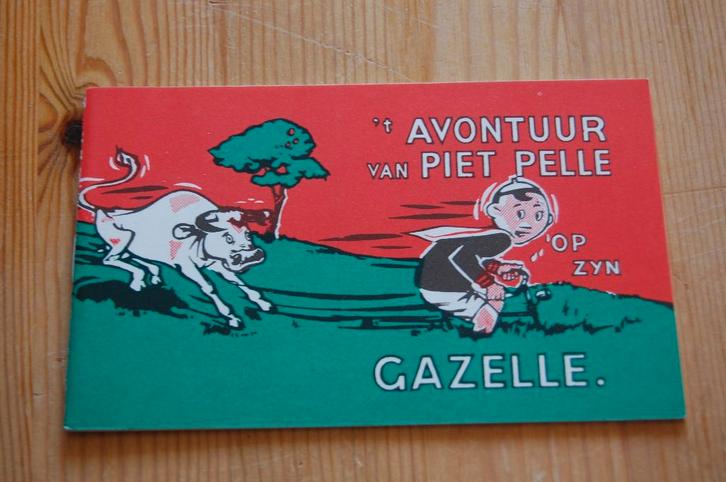 't AVONTUUR
VAN PIET PELLE
OP
ZYN
GAZELLE.